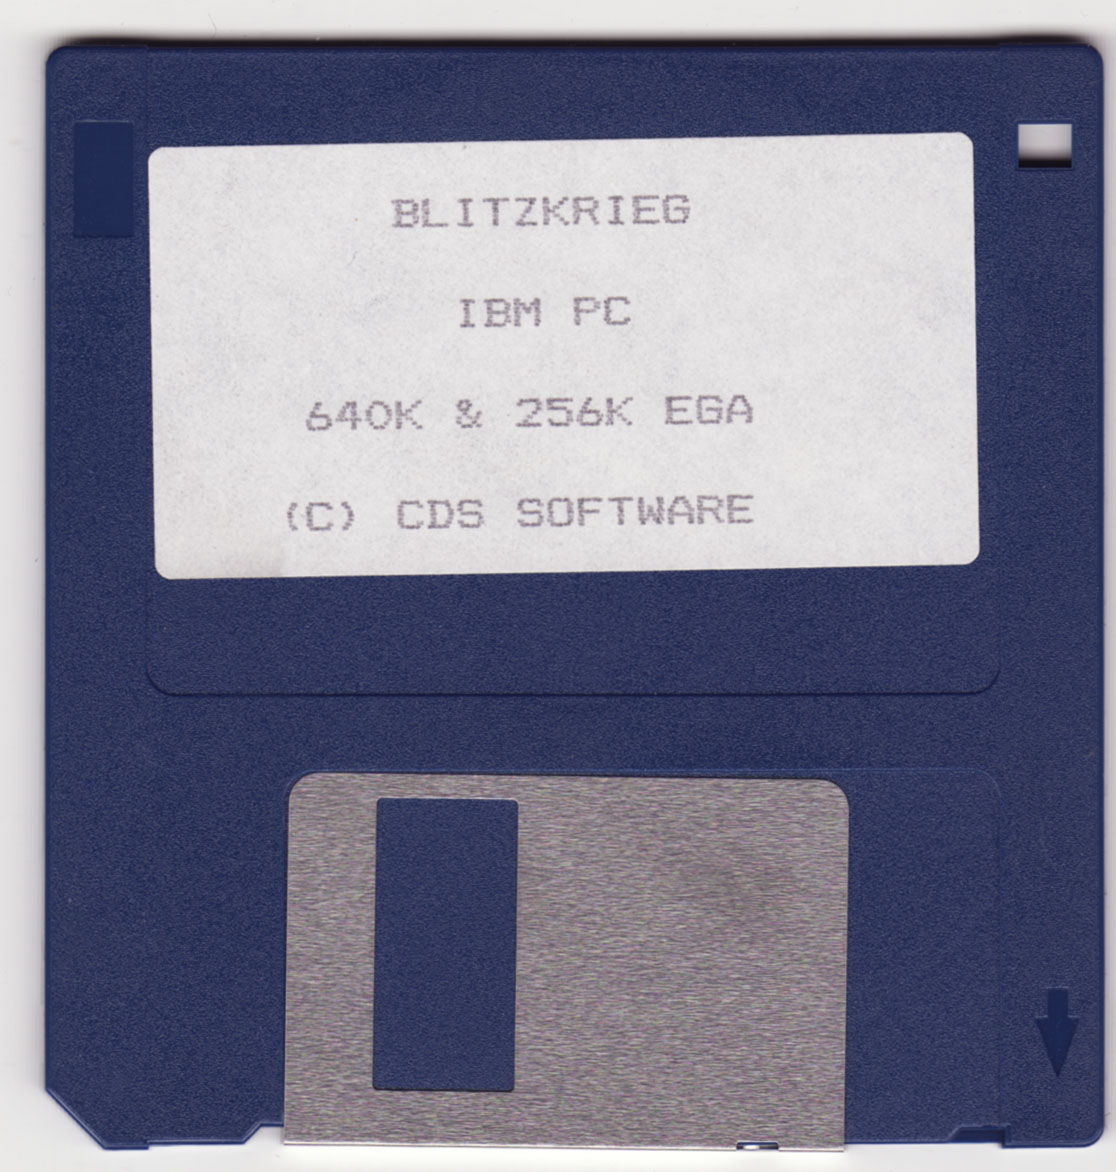 BLITZKRIEG
IBM PC
640K & 256K EGA
(C) CDS SOFTWARE